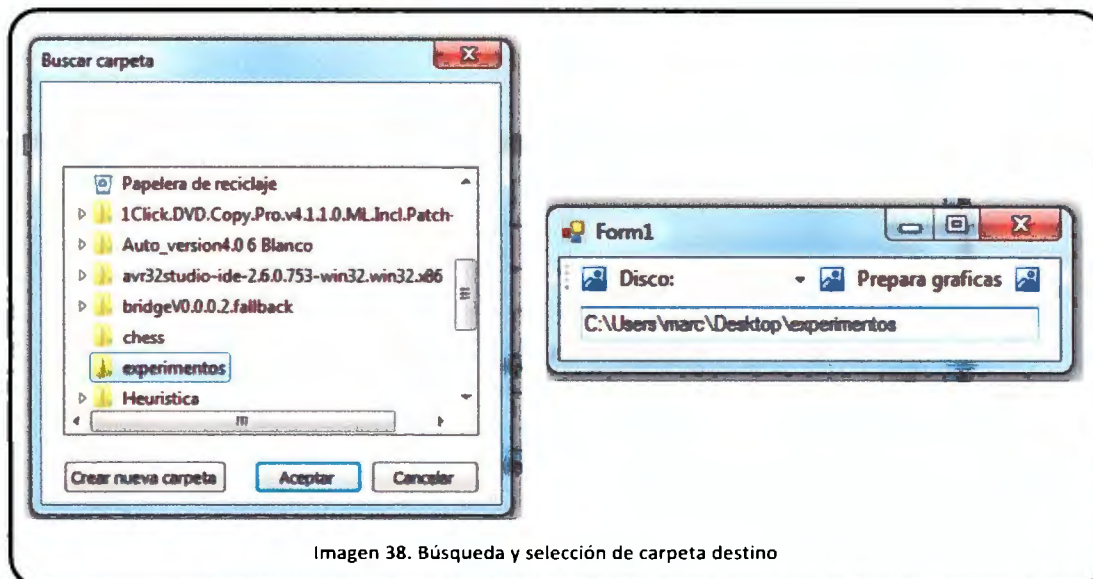 Buscar carpeta
Papelera de reciclaje
1Click.DVD.Copy.Pro.v4.1.1.0.ML.Incl.Patch-
Auto_version4.0 6 Blanco
avr32studio-ide-2.6.0.753-win32.win32.x86
bridgeV0.0.0.2.fallback
chess
experimentos
Heuristica
Crear nueva carpeta
Aceptar
Cancelar
Form1
Disco:
Prepara graficas
C:\Users\marc\Desktop\experimentos
Imagen 38. Búsqueda y selección de carpeta destino